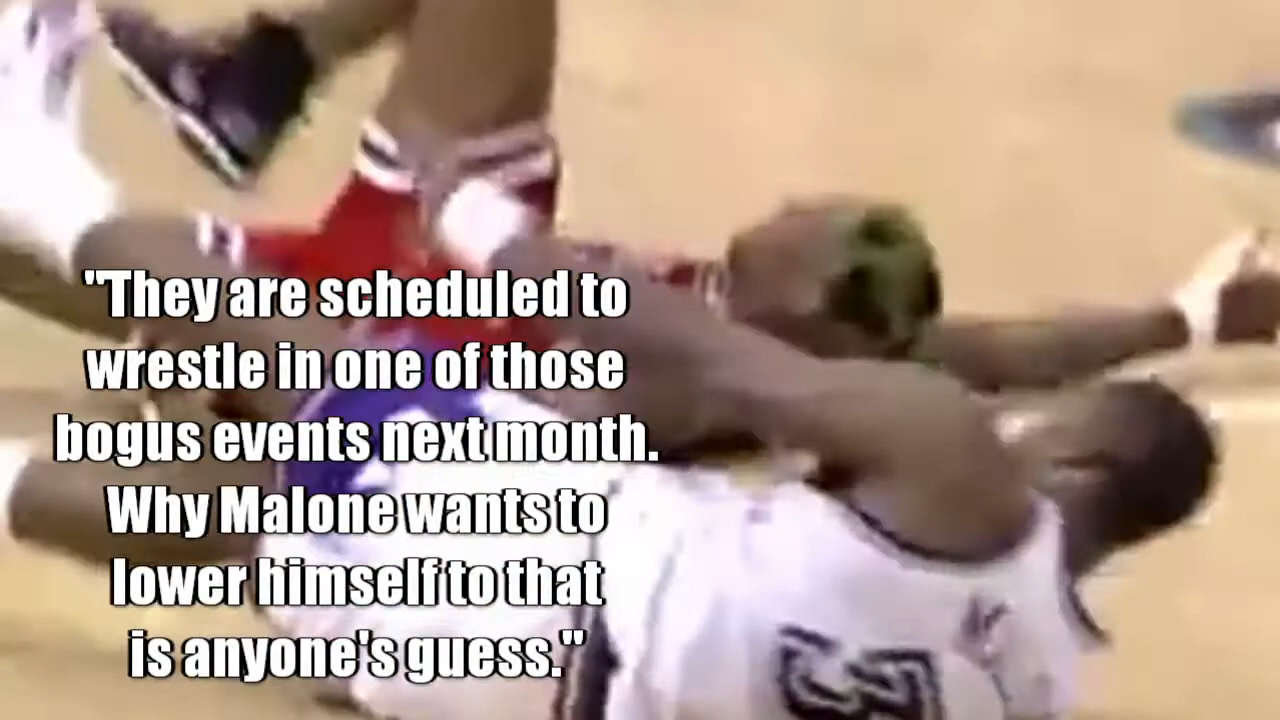 "They are scheduled to
wrestle in one of those
bogus events next month.
Why Malone wants to
lower himself to that
is anyone's guess."
3